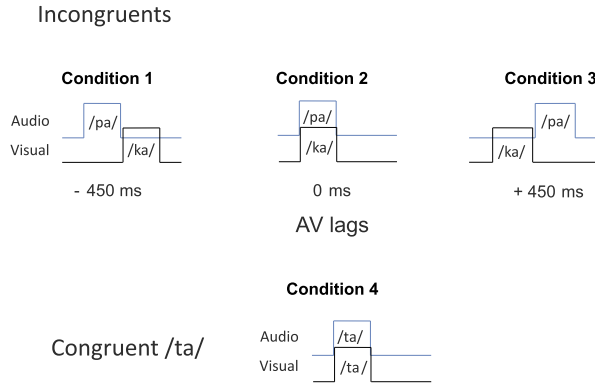 Incongruents
Condition 1 Condition 2 Condition 3
Audio /pa/ /pa/ /pa/
Visual /ka/ /ka/ /ka/
- 450 ms 0 ms + 450 ms
AV lags
Condition 4
Audio /ta/
Congruent /ta/
Visual /ta/